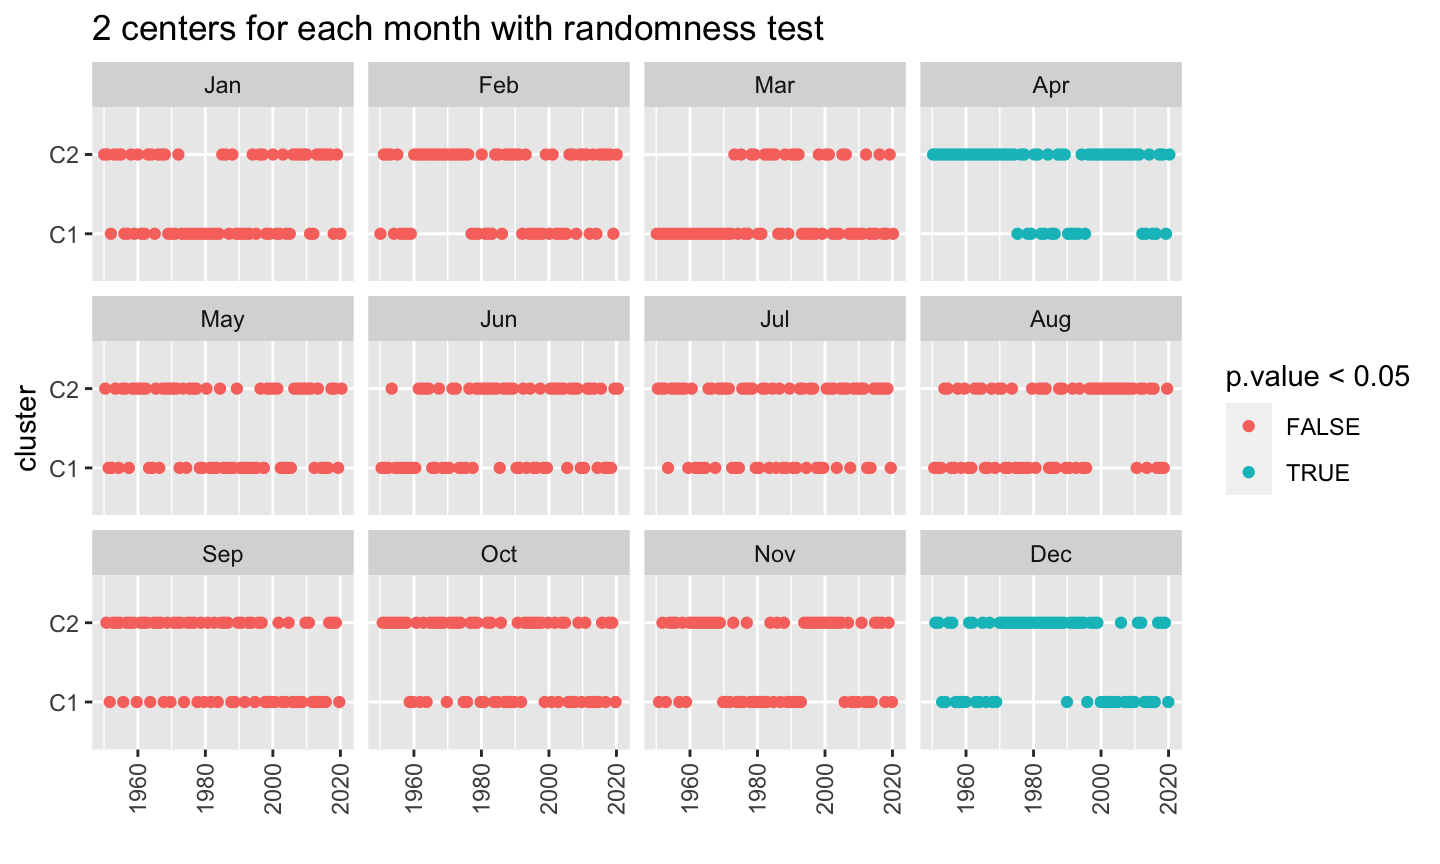 2 centers for each month with randomness test
Jan Feb Mar Apr
C2
C1
May Jun Jul Aug
C2
C1
Sep Oct Nov Dec
C2
C1
1960 1980 2000 2020 1960 1980 2000 2020 1960 1980 2000 2020 1960 1980 2000 2020
cluster
p.value < 0.05
FALSE
TRUE